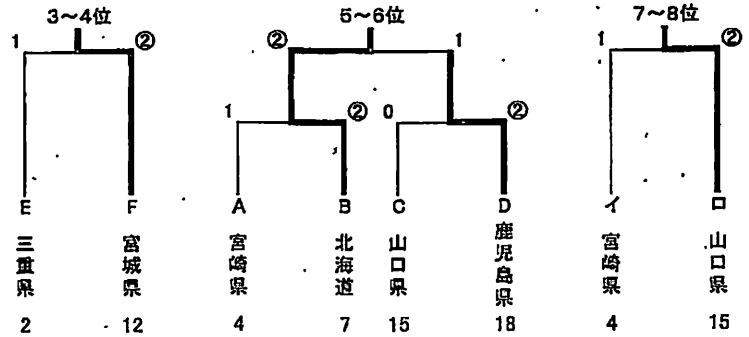 3～4位 5～6位 7～8位
1 ② ② 1 1 ②
1 ② 0 ②
E F A B C D イ ロ
三重県 宮城県 宮崎県 北海道 山口県 鹿児島県 宮崎県 山口県
2 12 4 7 15 18 4 15